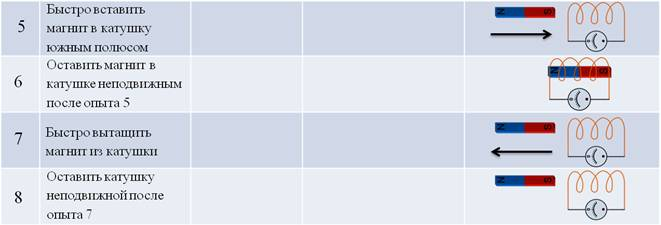 5
Быстро вставить
магнит в катушку
южным полюсом
N S
6
Оставить магнит в
катушке неподвижным
после опыта 5
N S
7
Быстро вытащить
магнит из катушки
N S
8
Оставить катушку
неподвижной после
опыта 7
N S